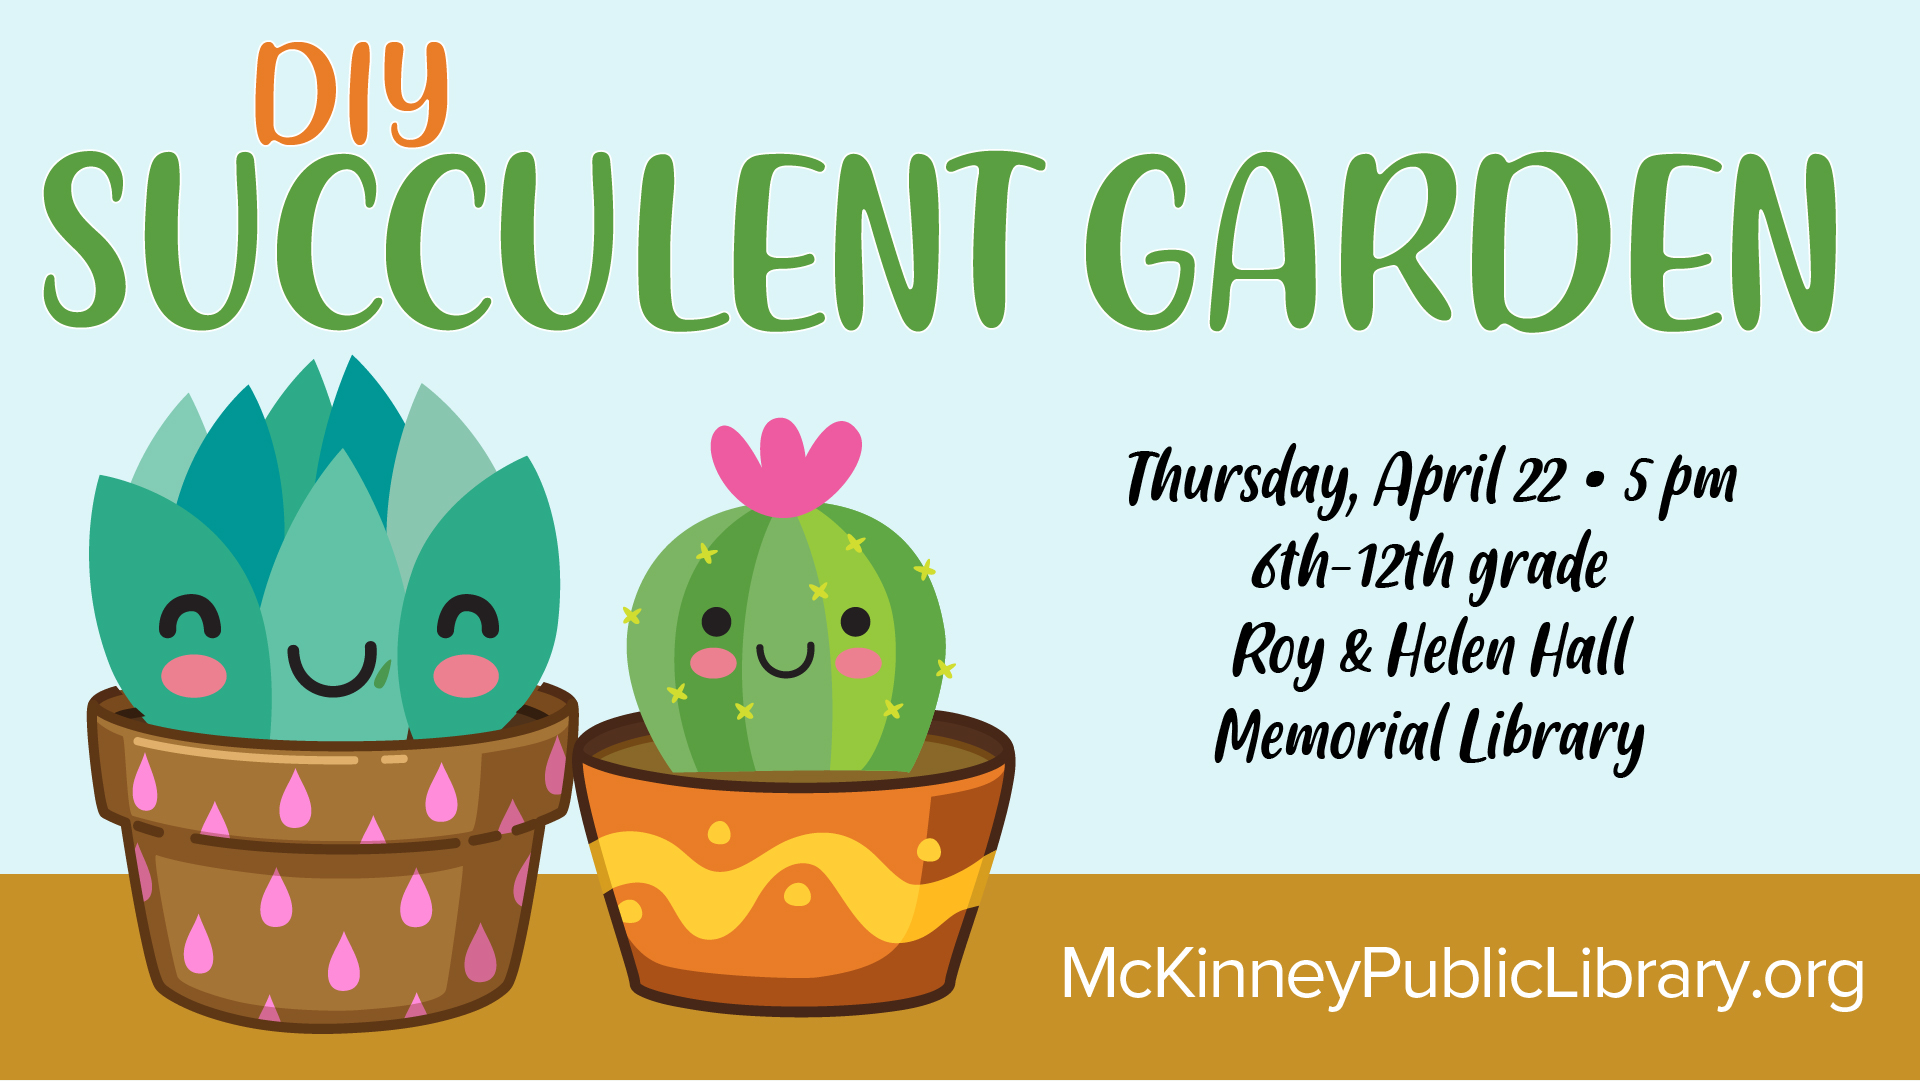 DIY
SUCCULENT GARDEN
Thursday, April 22 • 5 pm
6th-12th grade
Roy & Helen Hall
Memorial Library
McKinneyPublicLibrary.org